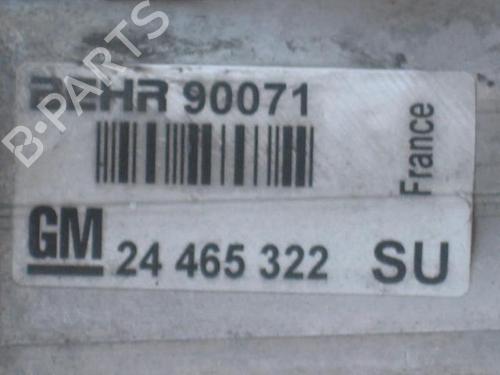 BEHR 90071
France
GM 24 465 322 SU
B-PARTS